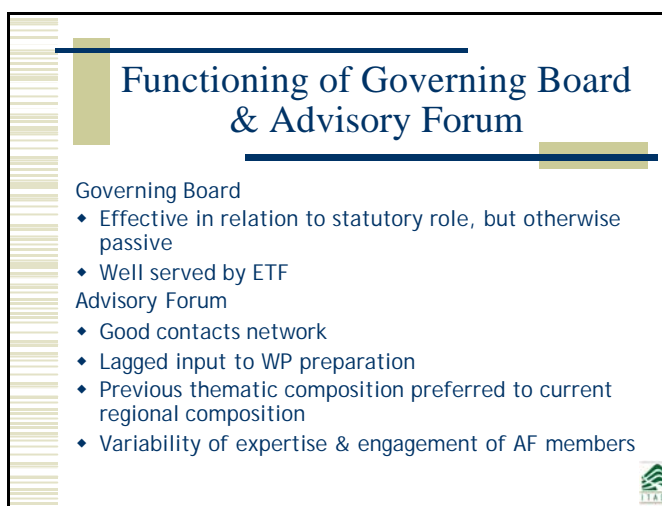 Functioning of Governing Board
& Advisory Forum
Governing Board
Effective in relation to statutory role, but otherwise
passive
Well served by ETF
Advisory Forum
Good contacts network
Lagged input to WP preparation
Previous thematic composition preferred to current
regional composition
Variability of expertise & engagement of AF members
ITAD